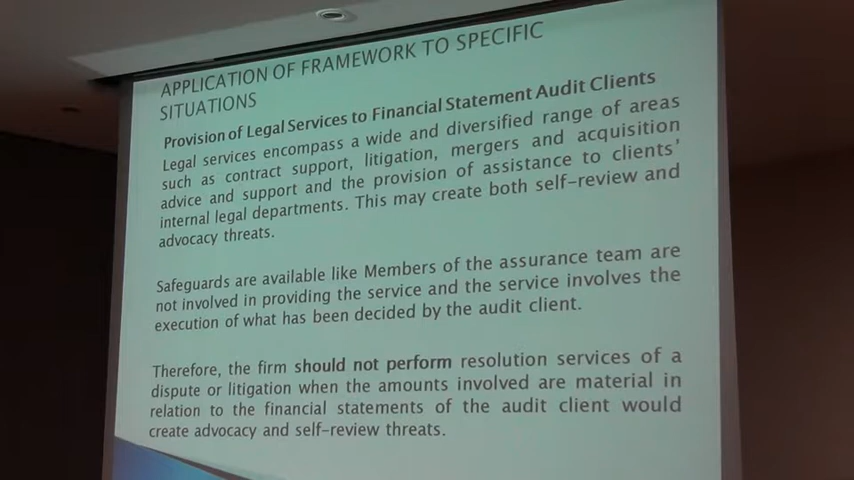 APPLICATION OF FRAMEWORK TO SPECIFIC
SITUATIONS
Provision of Legal Services to Financial Statement Audit Clients
Legal services encompass a wide and diversified range of areas
such as contract support, litigation, mergers and acquisition
advice and support and the provision of assistance to clients'
internal legal departments. This may create both self-review and
advocacy threats.
Safeguards are available like Members of the assurance team are
not involved in providing the service and the service involves the
execution of what has been decided by the audit client.
Therefore, the firm should not perform resolution services of a
dispute or litigation when the amounts involved are material in
relation to the financial statements of the audit client would
create advocacy and self-review threats.